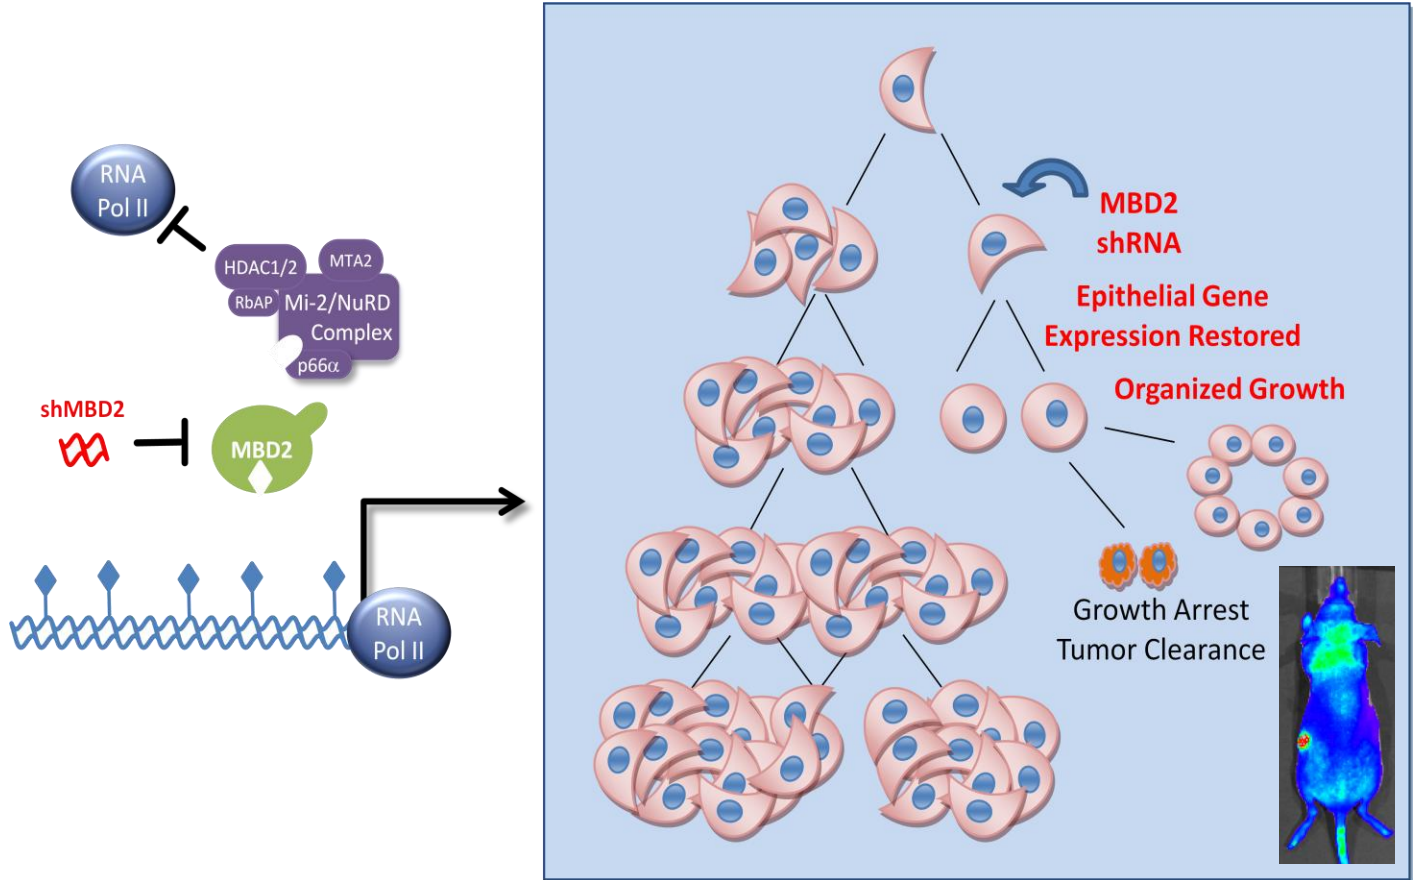 RNA
Pol II
HDAC1/2
MTA2
RbAP
Mi-2/NuRD
Complex
p66α
shMBD2
MBD2
RNA
Pol II
MBD2
shRNA
Epithelial Gene
Expression Restored
Organized Growth
Growth Arrest
Tumor Clearance